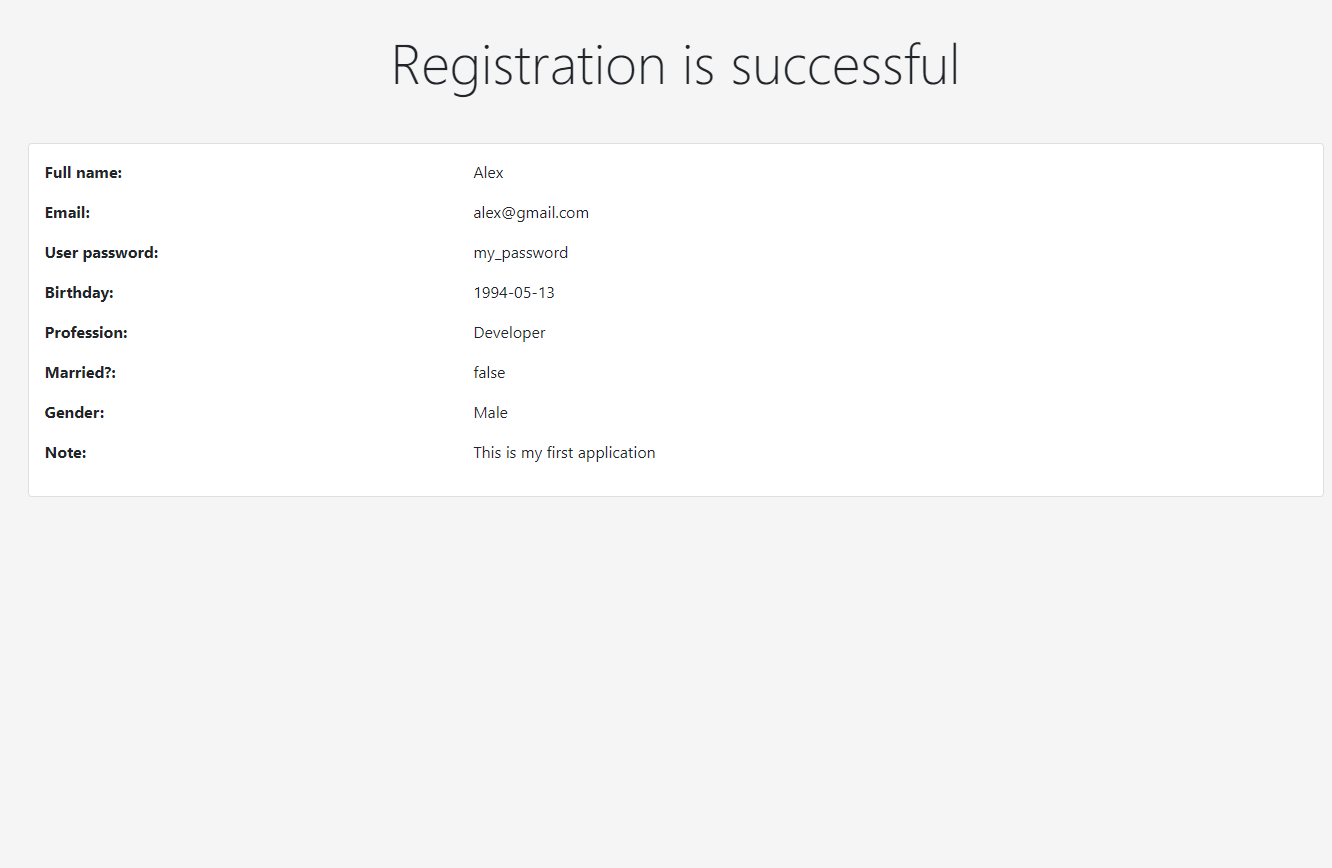 Registration is successful
Full name: Alex
Email: alex@gmail.com
User password: my_password
Birthday: 1994-05-13
Profession: Developer
Married?: false
Gender: Male
Note: This is my first application